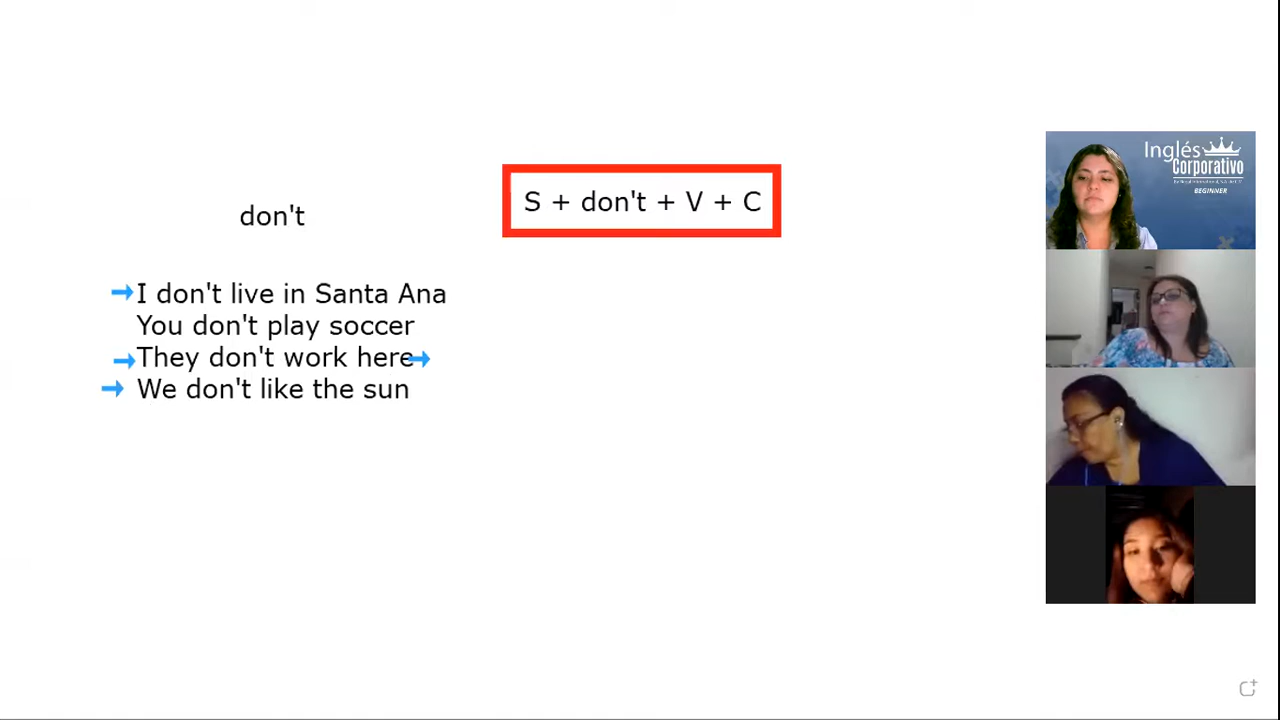 don't
S + don't + V + C
I don't live in Santa Ana
You don't play soccer
They don't work here
We don't like the sun
Inglés
Corporativo
BEGINNER